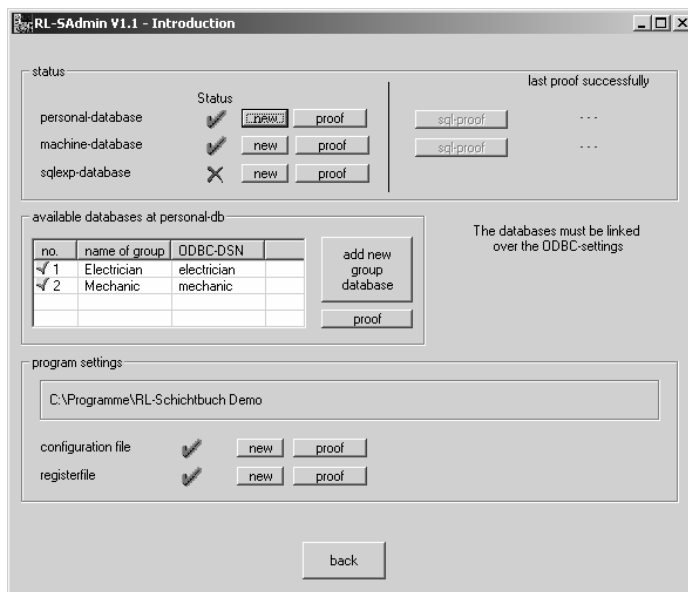 RL-SAdmin V1.1 - Introduction
status
last proof successfully
Status
personal-database new proof sql-proof - - -
machine-database new proof sql-proof - - -
sqlexp-database new proof
available databases at personal-db
no. name of group ODBC-DSN
1 Electrician electrician
2 Mechanic mechanic
add new
group
database
proof
The databases must be linked
over the ODBC-settings
program settings
C:\Programme\RL-Schichtbuch Demo
configuration file new proof
registerfile new proof
back